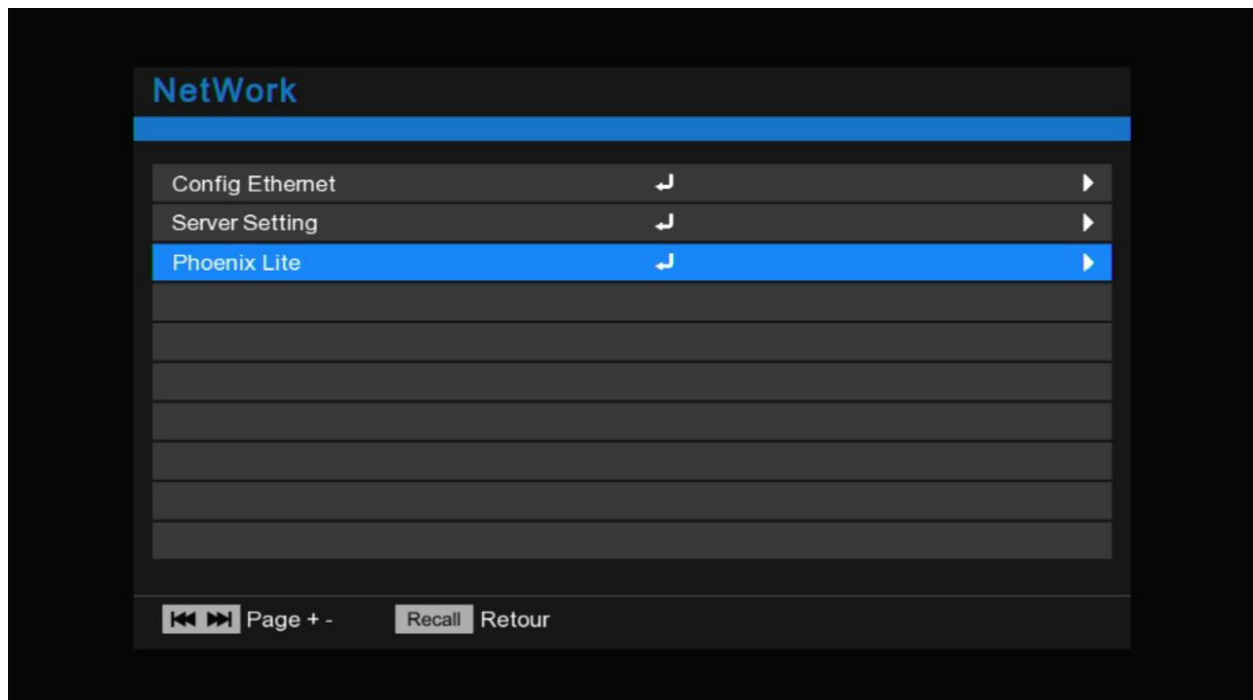 NetWork
Config Ethernet
Server Setting
Phoenix Lite
Page + - Recall Retour